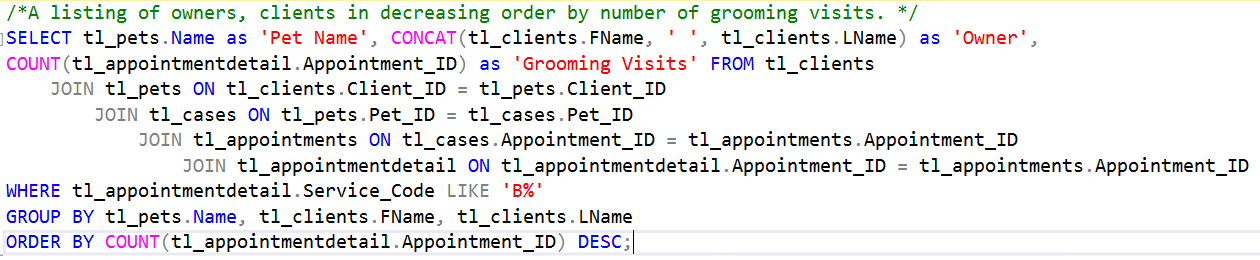 /*A listing of owners, clients in decreasing order by number of grooming visits. */
SELECT tl_pets.Name as 'Pet Name', CONCAT(tl_clients.FName, ' ', tl_clients.LName) as 'Owner',
COUNT(tl_appointmentdetail.Appointment_ID) as 'Grooming Visits' FROM tl_clients
JOIN tl_pets ON tl_clients.Client_ID = tl_pets.Client_ID
JOIN tl_cases ON tl_pets.Pet_ID = tl_cases.Pet_ID
JOIN tl_appointments ON tl_cases.Appointment_ID = tl_appointments.Appointment_ID
JOIN tl_appointmentdetail ON tl_appointmentdetail.Appointment_ID = tl_appointments.Appointment_ID
WHERE tl_appointmentdetail.Service_Code LIKE 'B%'
GROUP BY tl_pets.Name, tl_clients.FName, tl_clients.LName
ORDER BY COUNT(tl_appointmentdetail.Appointment_ID) DESC;